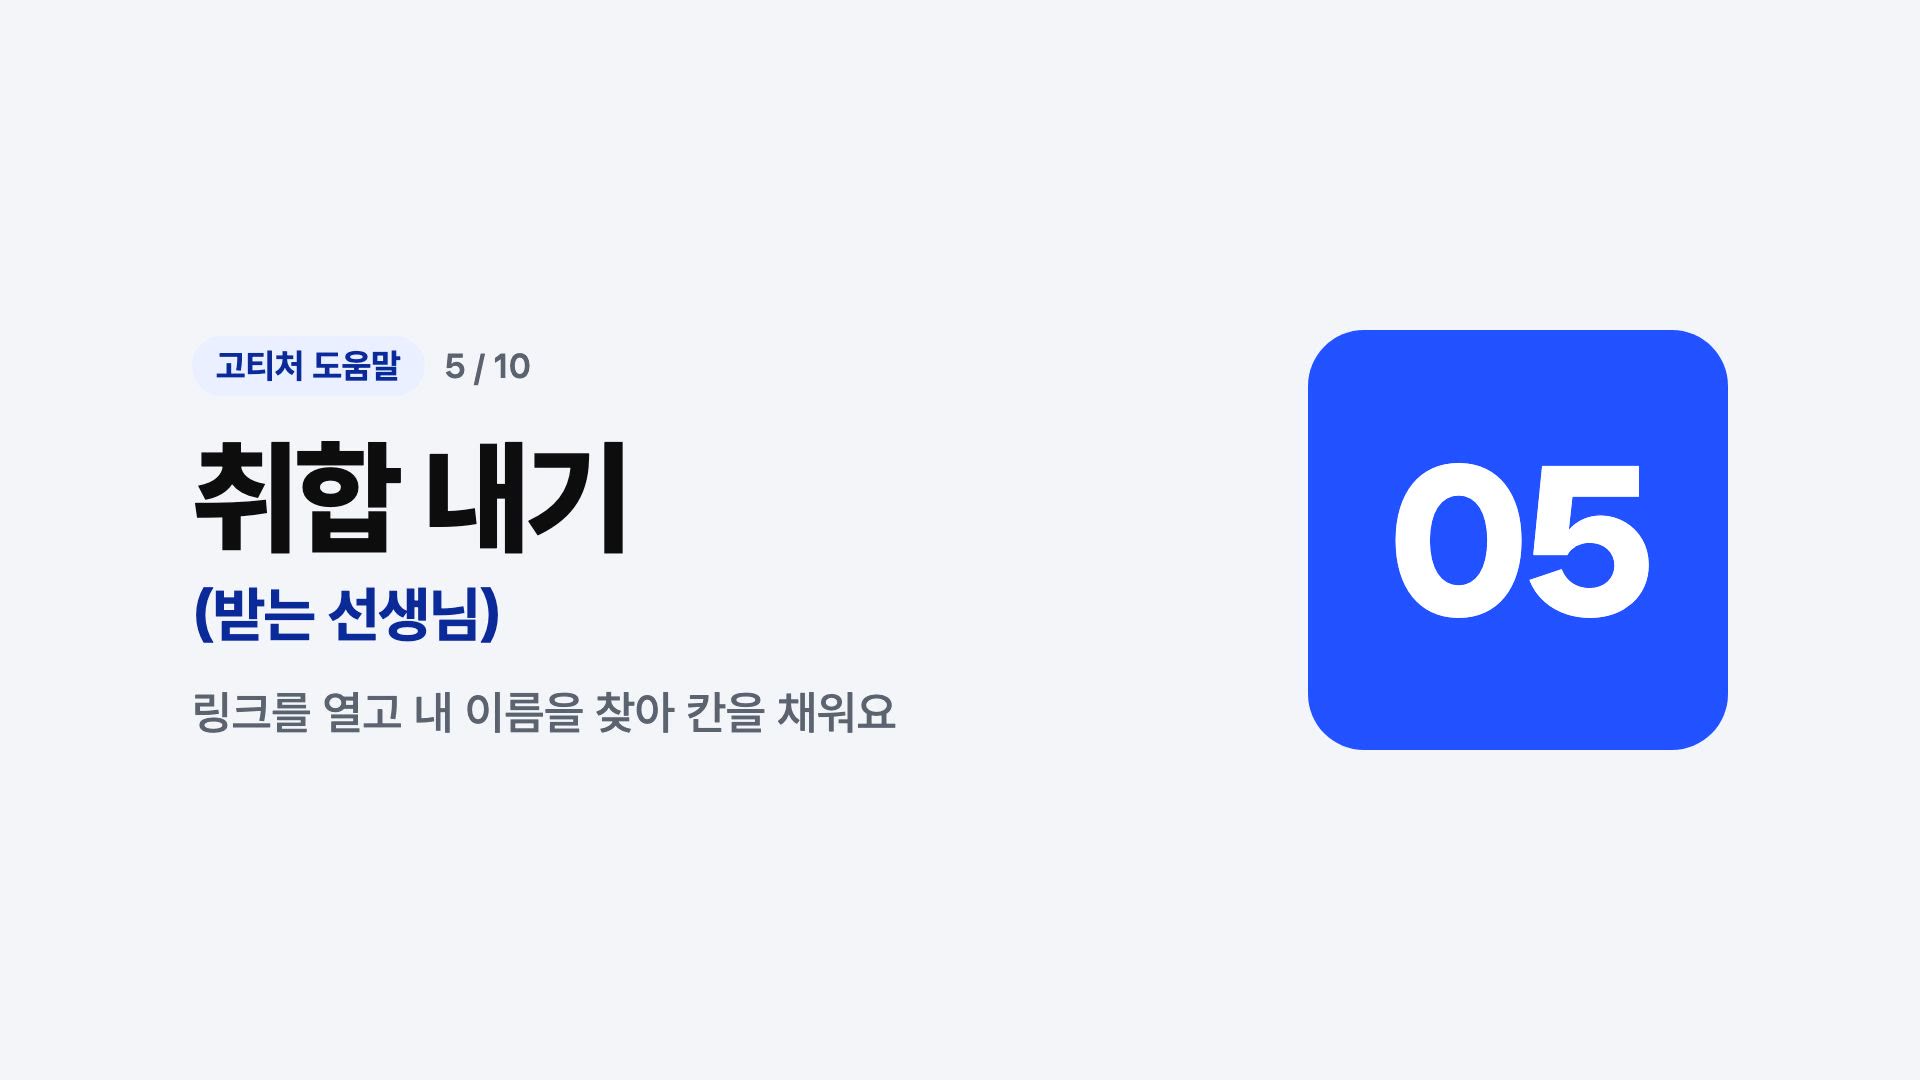 고티처 도움말 5 / 10
취합 내기
(받는 선생님)
링크를 열고 내 이름을 찾아 칸을 채워요
05